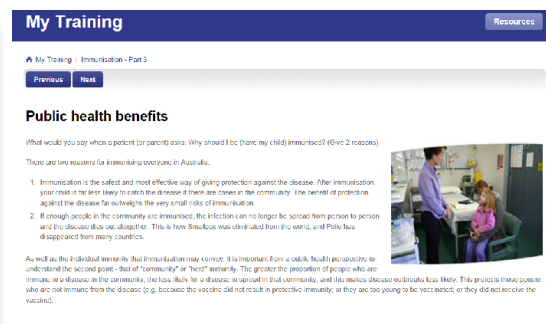 My Training
Resources
My Training > Immunisation - Part 3
Previous Next
Public health benefits
What would you say when a patient (or parent) asks: Why should I be (have my child) immunised? (Give 2 reasons)
There are two reasons for immunising everyone in Australia.
1. Immunisation is the safest and most effective way of giving protection against the disease. After immunisation,
your child is far less likely to catch the disease if there are cases in the community. The benefit of protection
against the disease far outweighs the very small risks of immunisation.
2. If enough people in the community are immunised, the infection can no longer be spread from person to person
and the disease dies out altogether. This is how Smallpox was eliminated from the world, and Polio has
disappeared from many countries.
As well as the individual immunity that immunisation may convey, it is important from a public health perspective to
understand the second point - that of "community" or "herd" immunity. The greater the proportion of people who are
immune to a disease in the community, the less likely for a disease to spread in that community, and this makes disease outbreaks less likely. This protects those people
who are not immune from the disease (e.g. because the vaccine did not result in protective immunity; or they are too young to be vaccinated; or they did not receive the
vaccine).